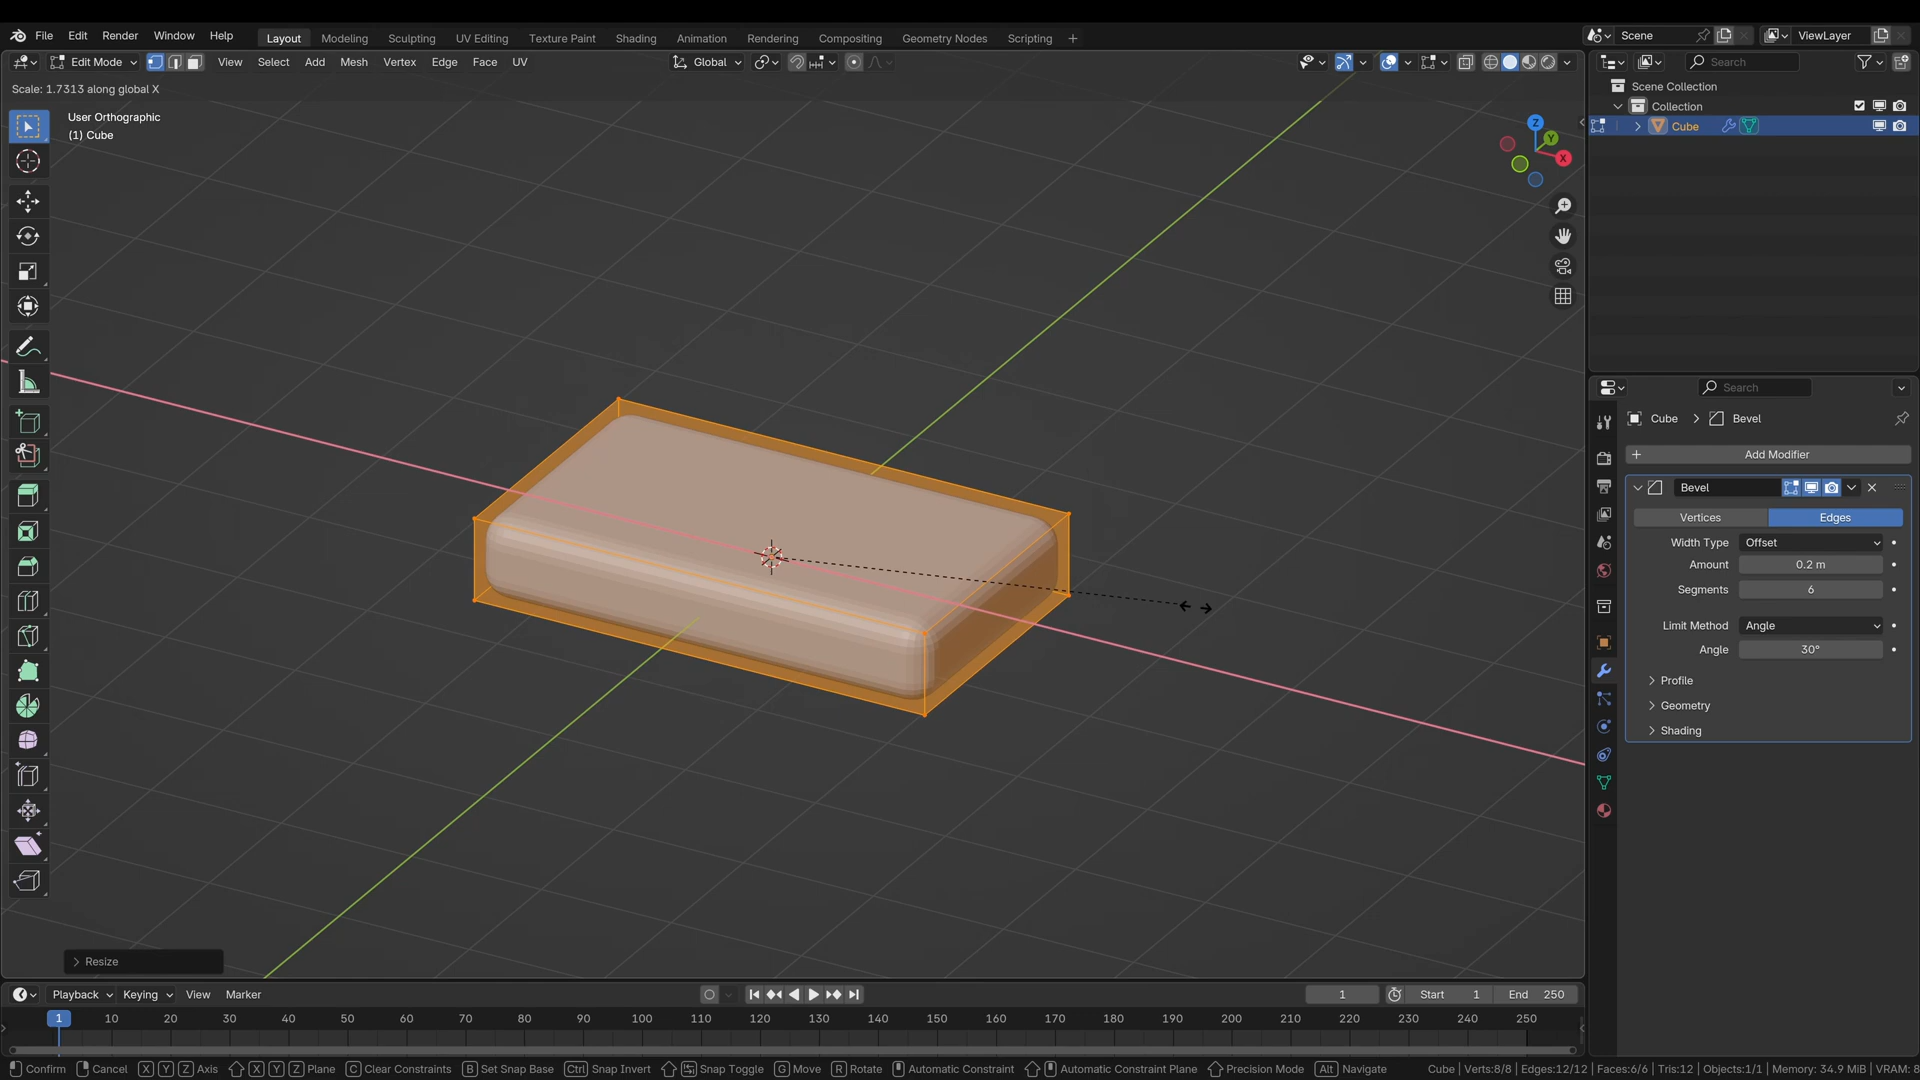 File Edit Render Window Help Layout Modeling Sculpting UV Editing Texture Paint Shading Animation Rendering Compositing Geometry Nodes Scripting + Scene ViewLayer
Edit Mode View Select Add Mesh Vertex Edge Face UV Global Search
Scale: 1.7313 along global X
Scene Collection
Collection
Cube
User Orthographic
(1) Cube
Z
Y
X
Search
Cube > Bevel
+ Add Modifier
Bevel
Vertices Edges
Width Type Offset
Amount 0.2 m
Segments 6
Limit Method Angle
Angle 30°
Profile
Geometry
Shading
Resize
Playback Keying View Marker 1 Start 1 End 250
1 10 20 30 40 50 60 70 80 90 100 110 120 130 140 150 160 170 180 190 200 210 220 230 240 250
Confirm Cancel X Y Z Axis X Y Z Plane C Clear Constraints B Set Snap Base Ctrl Snap Invert Snap Toggle G Move R Rotate Automatic Constraint Automatic Constraint Plane Precision Mode Alt Navigate Cube | Verts:8/8 | Edges:12/12 | Faces:6/6 | Tris:12 | Objects:1/1 | Memory: 34.9 MiB | VRAM: 8